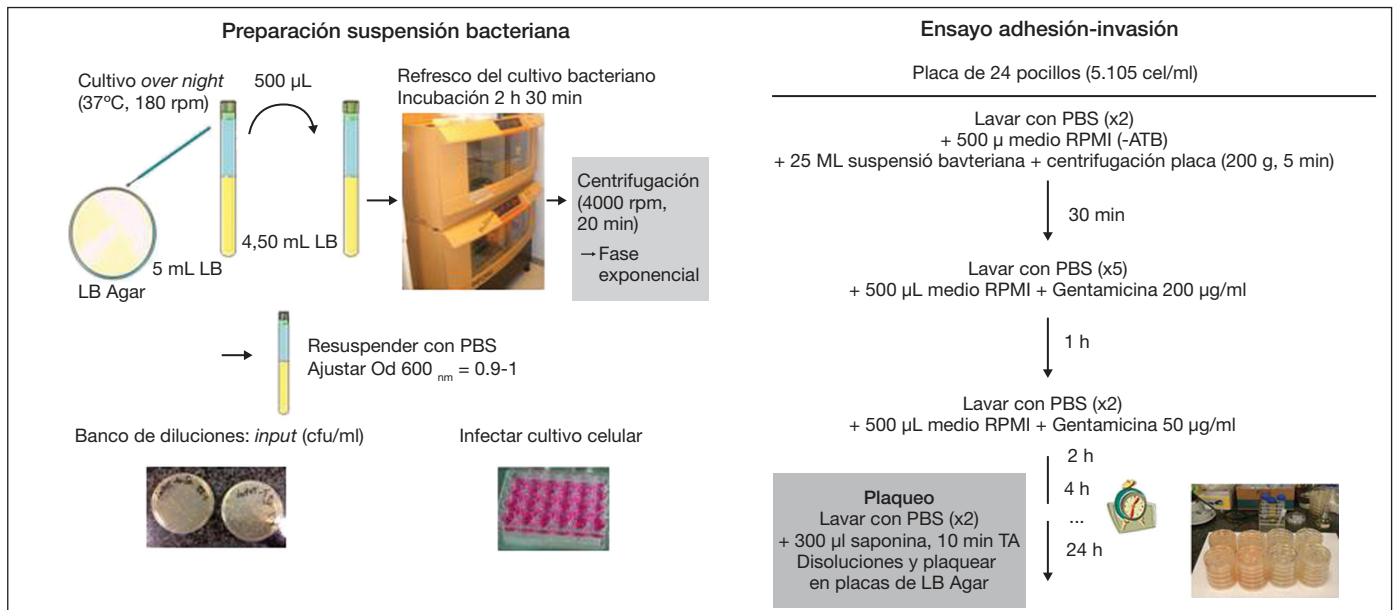 Preparación suspensión bacteriana
Cultivo over night
(37ºC, 180 rpm)
500 µL
Refresco del cultivo bacteriano
Incubación 2 h 30 min
Centrifugación
(4000 rpm,
20 min)
→ Fase
exponencial
4,50 mL LB
5 mL LB
LB Agar
Resuspender con PBS
Ajustar Od 600 nm = 0.9-1
Banco de diluciones: input (cfu/ml)
Infectar cultivo celular
Ensayo adhesión-invasión
Placa de 24 pocillos (5.105 cel/ml)
Lavar con PBS (x2)
+ 500 µ medio RPMI (-ATB)
+ 25 ML suspensió bavteriana + centrifugación placa (200 g, 5 min)
30 min
Lavar con PBS (x5)
+ 500 µL medio RPMI + Gentamicina 200 µg/ml
1 h
Lavar con PBS (x2)
+ 500 µL medio RPMI + Gentamicina 50 µg/ml
2 h
4 h
...
24 h
Plaqueo
Lavar con PBS (x2)
+ 300 µl saponina, 10 min TA
Disoluciones y plaquear
en placas de LB Agar